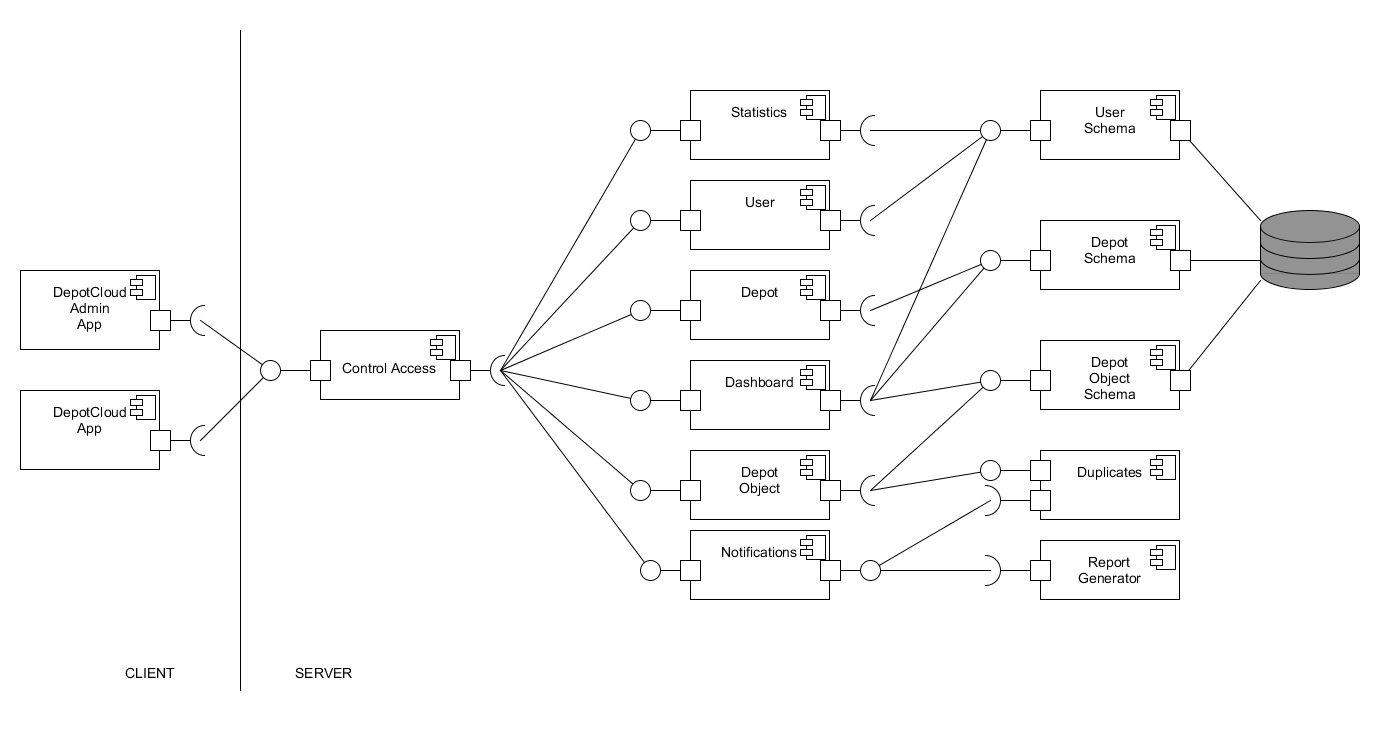 DepotCloud
Admin
App
DepotCloud
App
Control Access
Statistics
User
Depot
Dashboard
Depot
Object
Notifications
User
Schema
Depot
Schema
Depot
Object
Schema
Duplicates
Report
Generator
CLIENT
SERVER